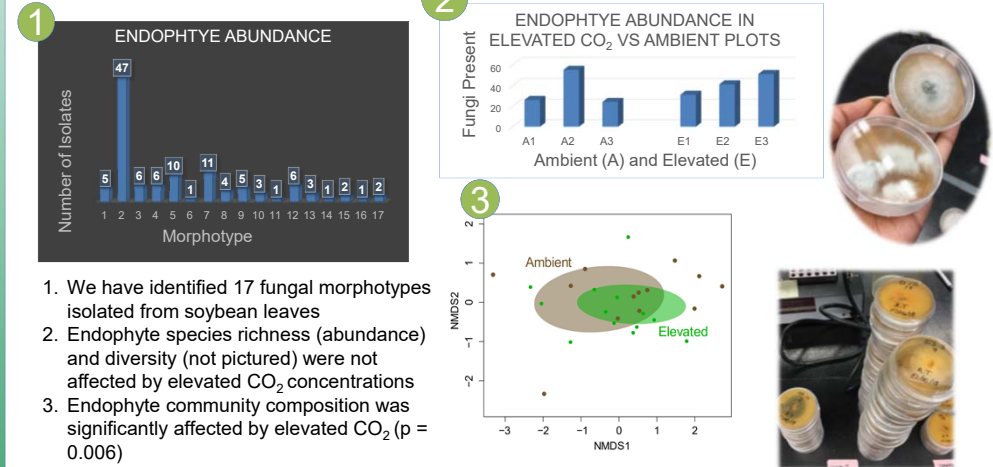 1
ENDOPHTYE ABUNDANCE
Number of Isolates
5 47 6 6 10 1 11 4 5 3 1 6 3 1 2 1 2
1 2 3 4 5 6 7 8 9 10 11 12 13 14 15 16 17
Morphotype
2
ENDOPHTYE ABUNDANCE IN
ELEVATED CO₂ VS AMBIENT PLOTS
Fungi Present
60
40
20
0
A1 A2 A3 E1 E2 E3
Ambient (A) and Elevated (E)
1. We have identified 17 fungal morphotypes
isolated from soybean leaves
2. Endophyte species richness (abundance)
and diversity (not pictured) were not
affected by elevated CO₂ concentrations
3. Endophyte community composition was
significantly affected by elevated CO₂ (p =
0.006)
3
NMDS2
2
1
0
−1
−2
Ambient
Elevated
−3 −2 −1 0 1 2
NMDS1